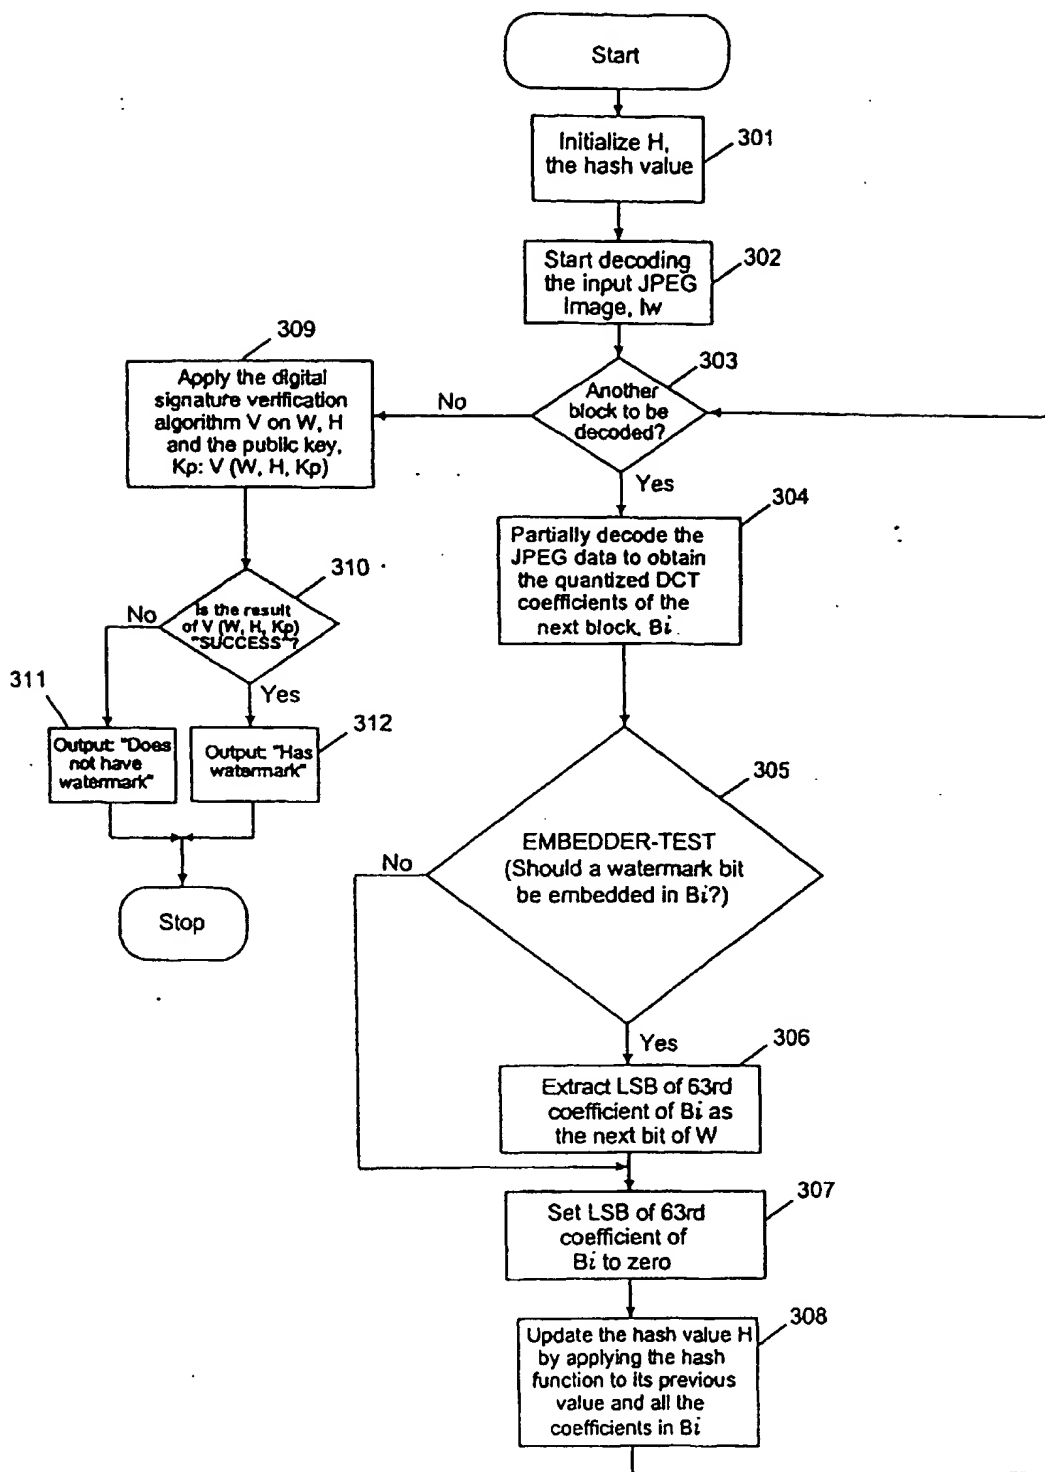 Start
Initialize H,
the hash value
301
Start decoding
the input JPEG
Image, Iw
302
Another
block to be
decoded?
303
No
Yes
309
Apply the digital
signature verification
algorithm V on W, H
and the public key,
Kp: V (W, H, Kp)
304
Partially decode the
JPEG data to obtain
the quantized DCT
coefficients of the
next block, Bi
310
Is the result
of V (W, H, Kp)
"SUCCESS"?
No
Yes
311
Output: "Does
not have
watermark"
312
Output: "Has
watermark"
Stop
305
EMBEDDER-TEST
(Should a watermark bit
be embedded in Bi?)
No
Yes
306
Extract LSB of 63rd
coefficient of Bi as
the next bit of W
307
Set LSB of 63rd
coefficient of
Bi to zero
308
Update the hash value H
by applying the hash
function to its previous
value and all the
coefficients in Bi